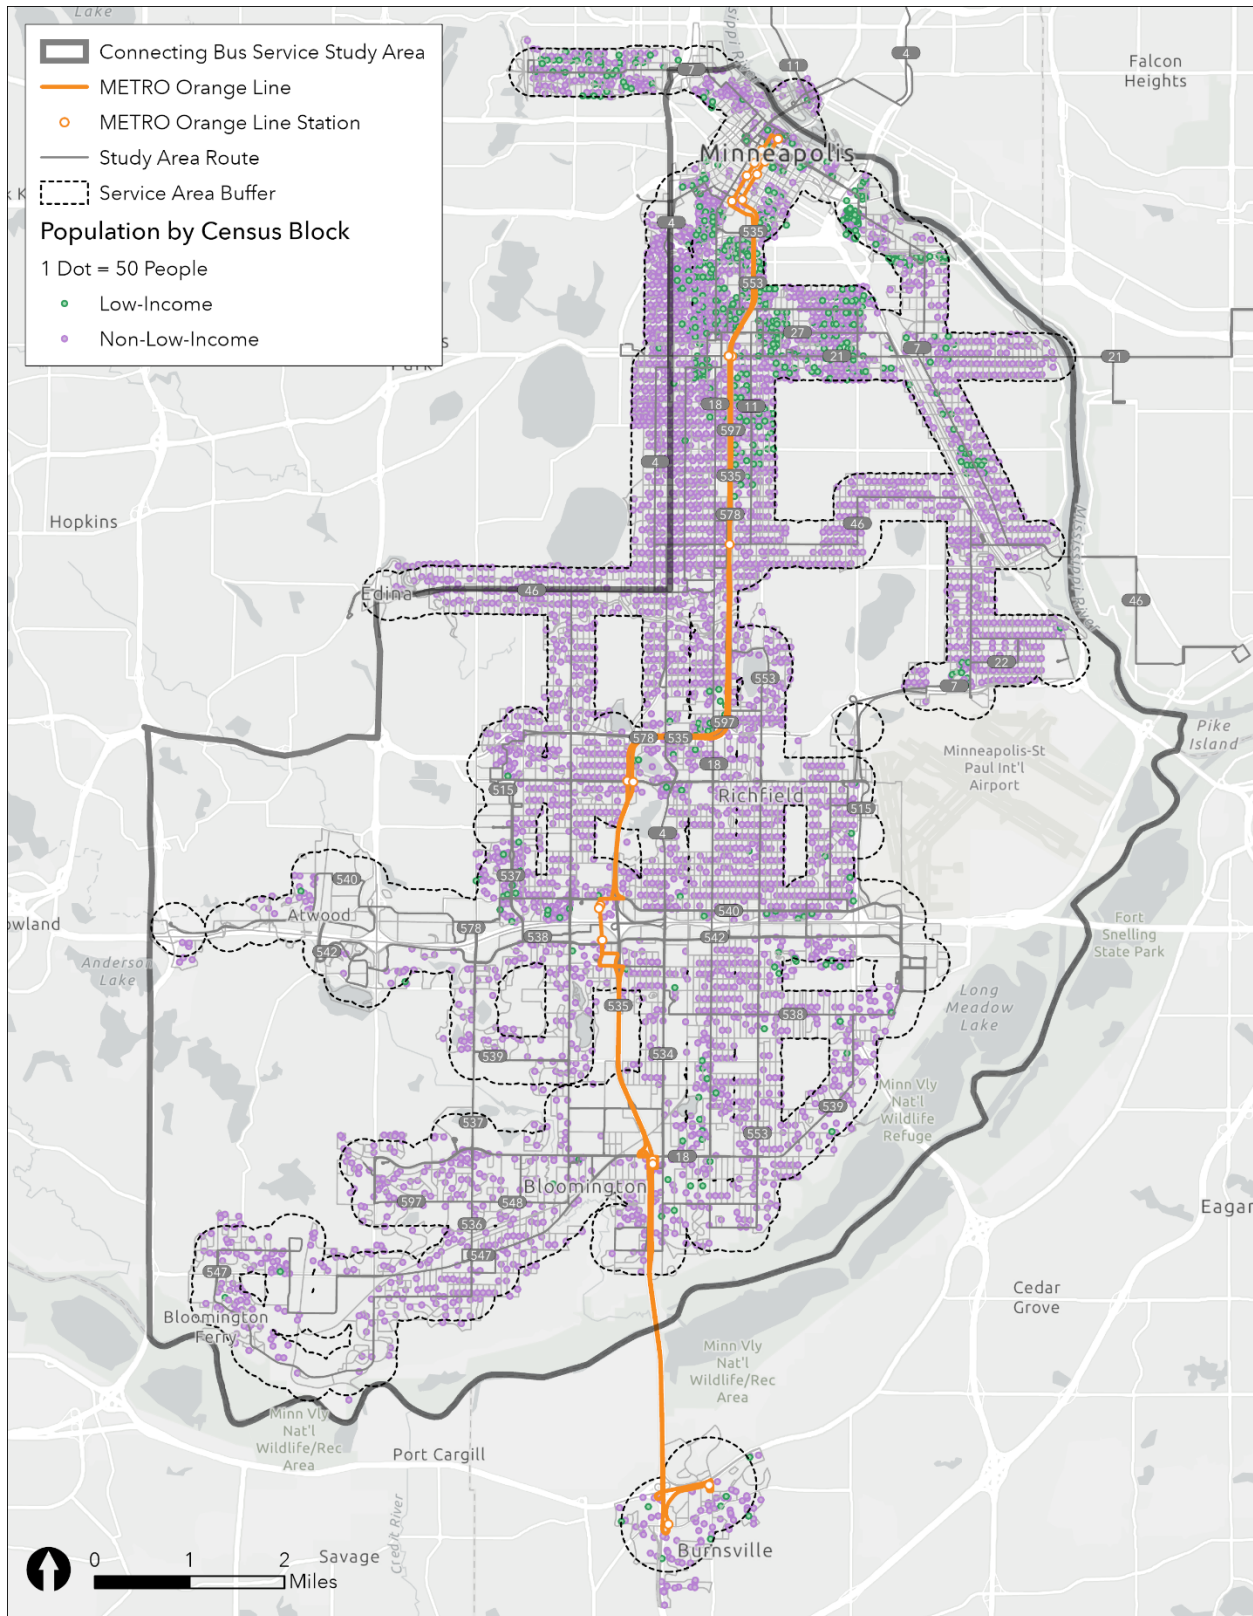 Connecting Bus Service Study Area
METRO Orange Line
METRO Orange Line Station
Study Area Route
Service Area Buffer
Population by Census Block
1 Dot = 50 People
Low-Income
Non-Low-Income
Lake
Falcon
Heights
4
11
7
Minneapolis
4
535
553
27
21
7
21
Park
18
11
597
4
535
578
46
Hopkins
Mississippi River
Edina
46
46
22
7
553
597
578
535
18
Pike
Island
Minneapolis-St
Paul Int'l
Airport
515
Richfield
515
4
537
540
Atwood
540
578
538
542
542
Anderson
Lake
Fort
Snelling
State Park
Long
Meadow
Lake
535
538
534
539
Minn Vly
Nat'l
Wildlife
Refuge
539
537
553
18
Bloomington
597
548
536
547
547
Eagan
Bloomington
Ferry
Cedar
Grove
Minn Vly
Nat'l
Wildlife/Rec
Area
Minn Vly
Nat'l
Wildlife/Rec
Area
Port Cargill
Credit River
Savage
Burnsville
0 1 2
Miles